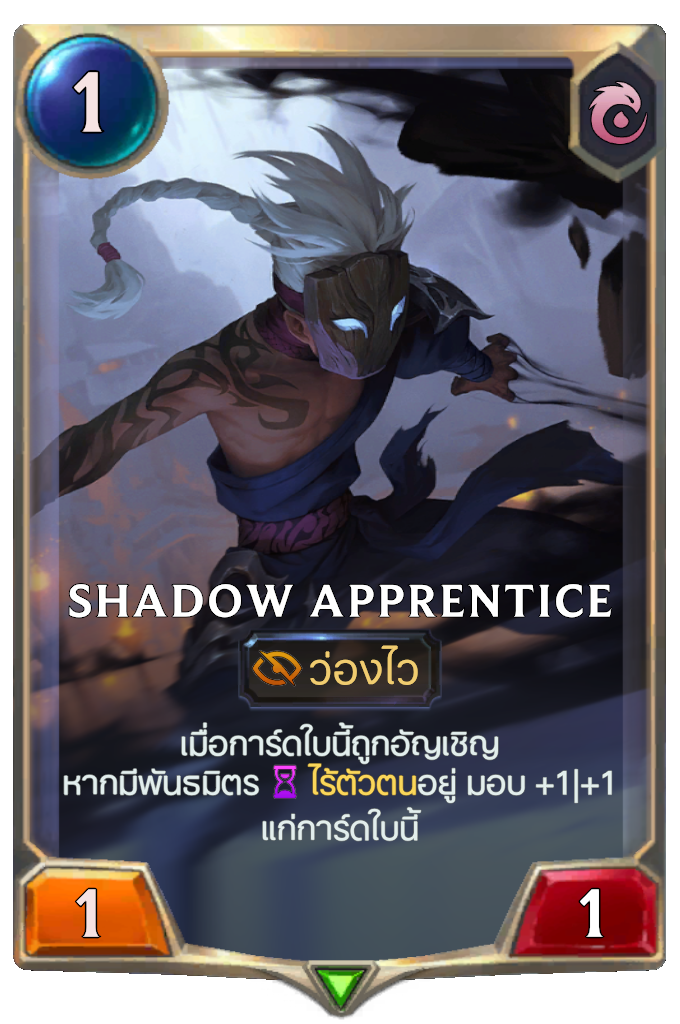 1
SHADOW APPRENTICE
ว่องไว
เมื่อการ์ดใบนี้ถูกอัญเชิญ
หากมีพันธมิตร ไร้ตัวตนอยู่ มอบ +1|+1
แก่การ์ดใบนี้
1 1